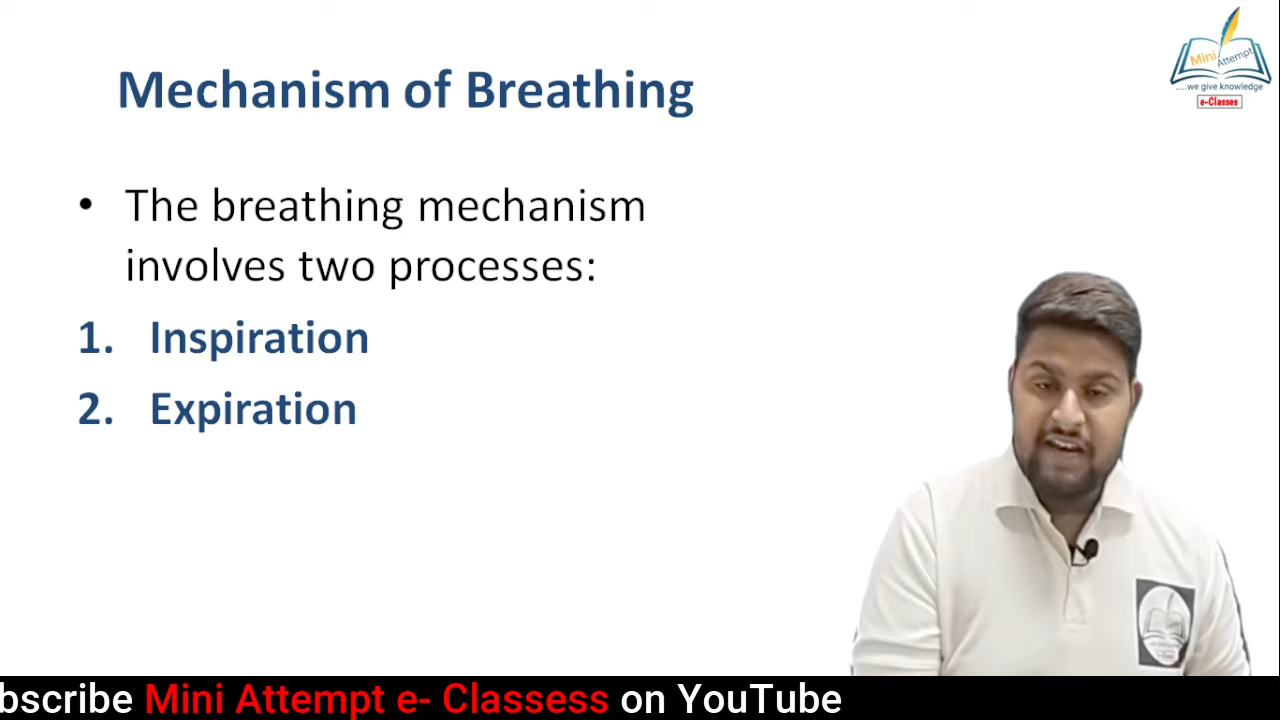 Mechanism of Breathing
Mini Attempt
.....we give knowledge
e-Classes
• The breathing mechanism
involves two processes:
1. Inspiration
2. Expiration
bscribe Mini Attempt e- Classess on YouTube